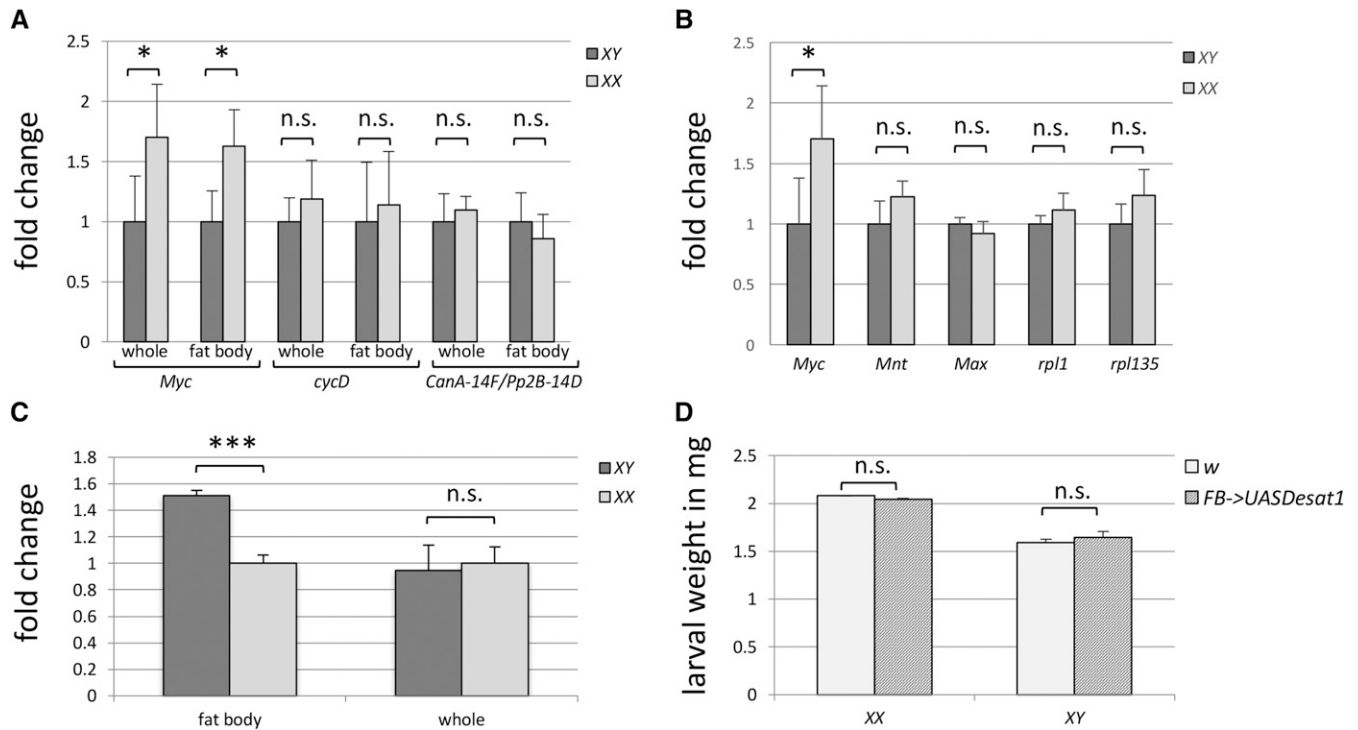 A
fold change
2.5
2
1.5
1
0.5
0
* * n.s. n.s. n.s. n.s.
XY
XX
whole fat body whole fat body whole fat body
Myc cycD CanA-14F/Pp2B-14D
B
fold change
2.5
2
1.5
1
0.5
0
* n.s. n.s. n.s. n.s.
XY
XX
Myc Mnt Max rpl1 rpl135
C
fold change
1.8
1.6
1.4
1.2
1
0.8
0.6
0.4
0.2
0
*** n.s.
XY
XX
fat body whole
D
larval weight in mg
2.5
2
1.5
1
0.5
0
n.s. n.s.
w
FB->UASDesat1
XX XY